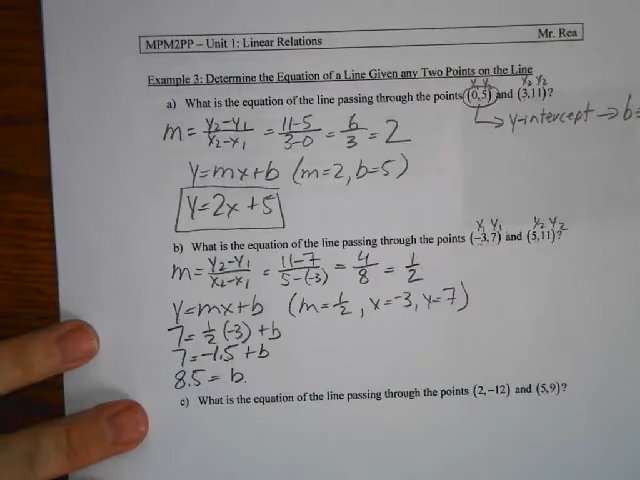 MPM2PP – Unit 1: Linear Relations Mr. Rea
Example 3: Determine the Equation of a Line Given any Two Points on the Line
x₁ y₁ x₂ y₂
a) What is the equation of the line passing through the points (0,5) and (3,11)?
→ y-intercept → b=
m = y₂-y₁/x₂-x₁ = 11-5/3-0 = 6/3 = 2
y=mx+b (m=2, b=5)
y=2x+5
x₁ y₁ x₂ y₂
b) What is the equation of the line passing through the points (−3,7) and (5,11)?
m = y₂-y₁/x₂-x₁ = 11-7/5-(-3) = 4/8 = 1/2
y=mx+b (m=1/2, x=-3, y=7)
7=1/2(-3)+b
7=-1.5+b
8.5=b.
c) What is the equation of the line passing through the points (2,−12) and (5,9)?